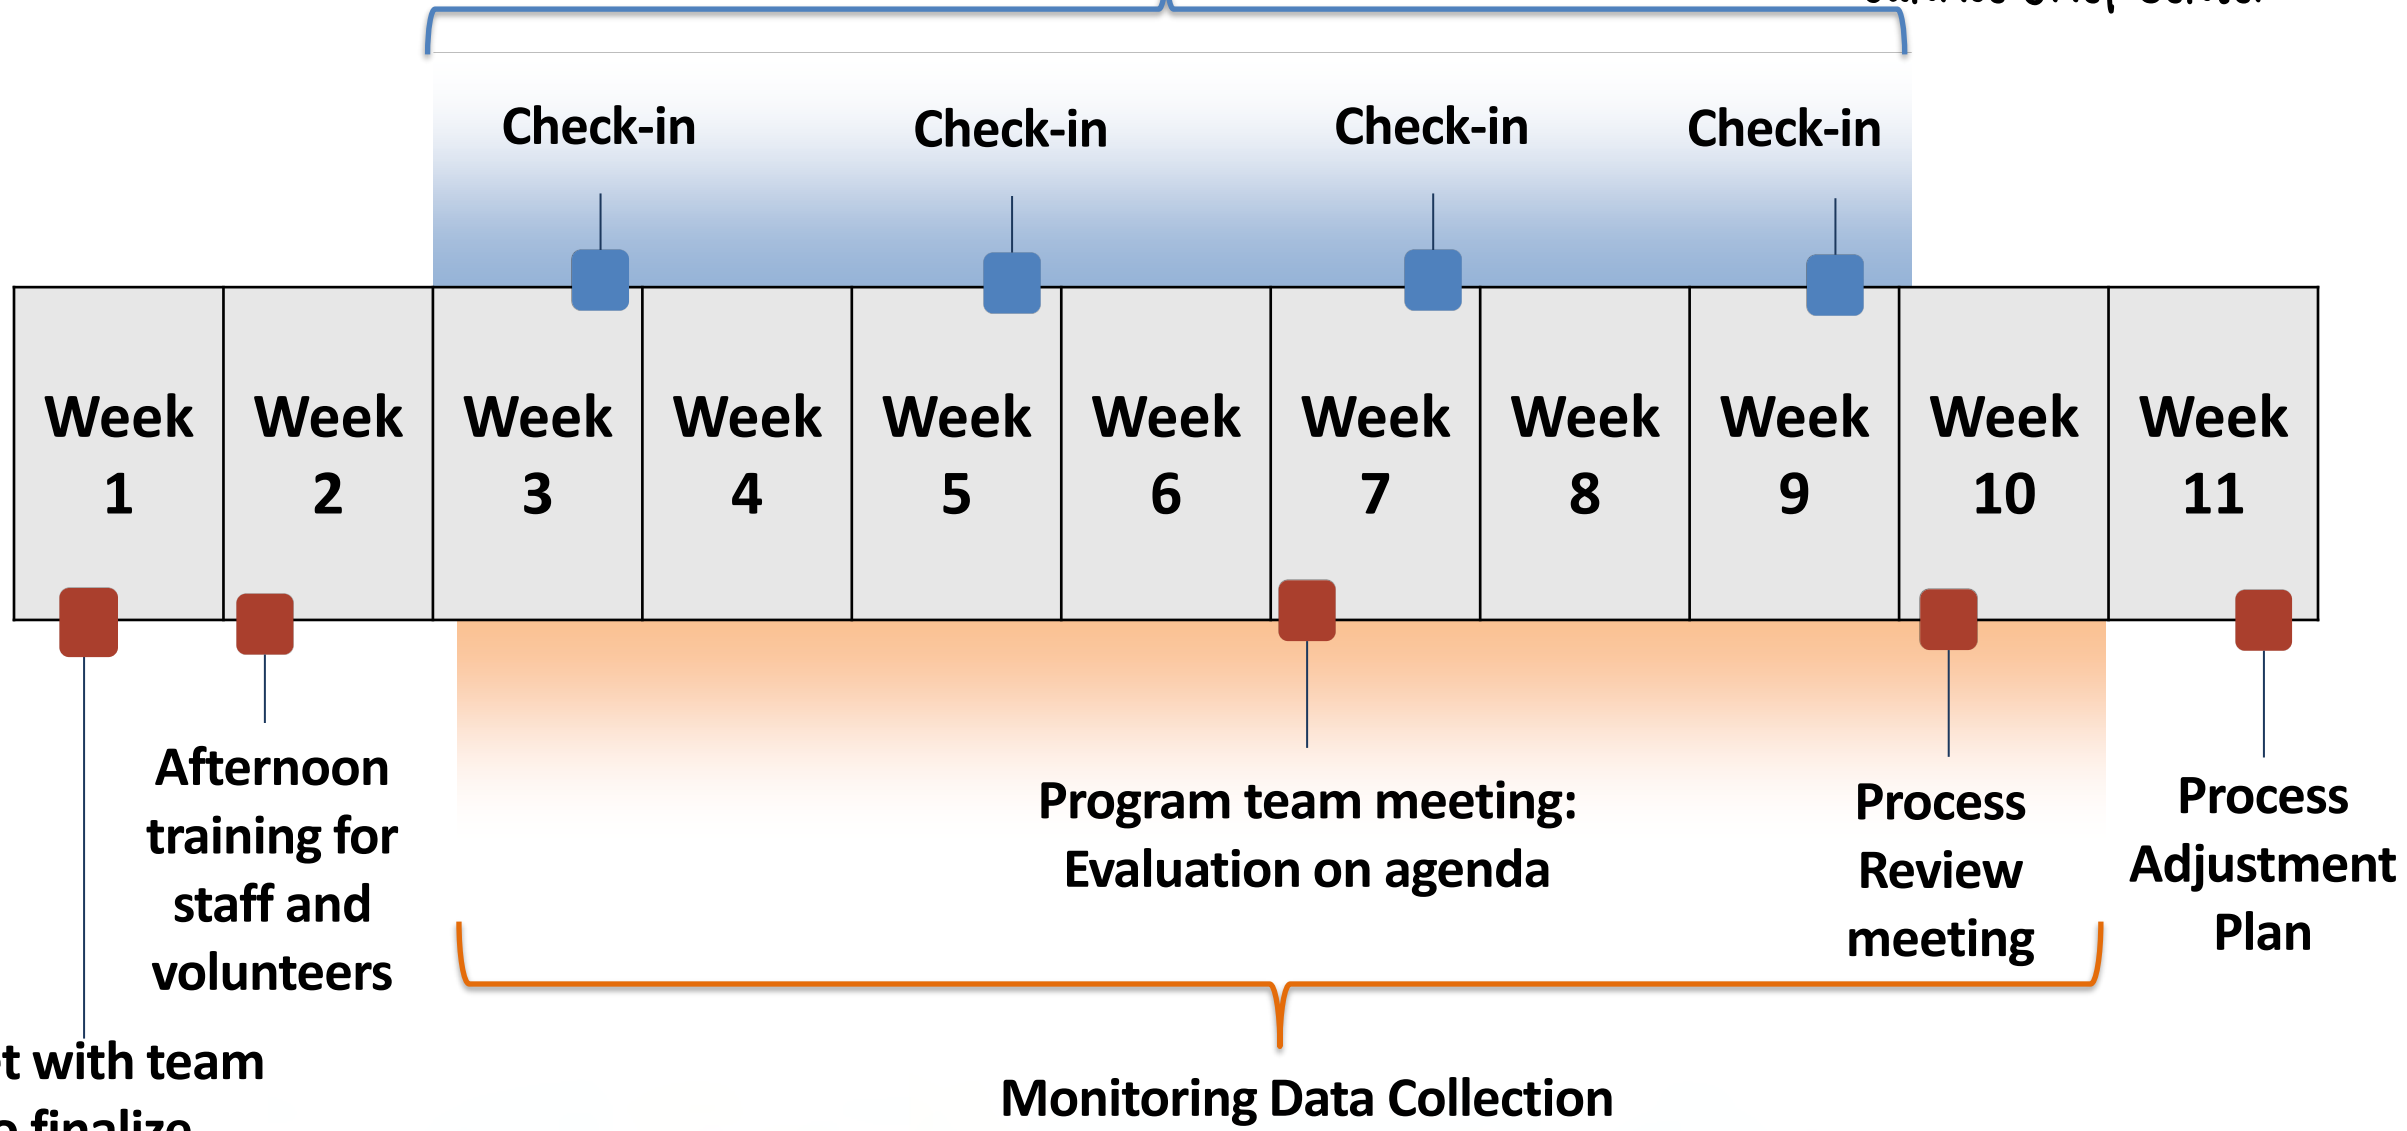 Check-in Check-in Check-in Check-in
Week Week Week Week Week Week Week Week Week Week Week
1 2 3 4 5 6 7 8 9 10 11
Afternoon
training for
staff and
volunteers
Program team meeting:
Evaluation on agenda
Process
Review
meeting
Process
Adjustment
Plan
with team
finalize
Monitoring Data Collection